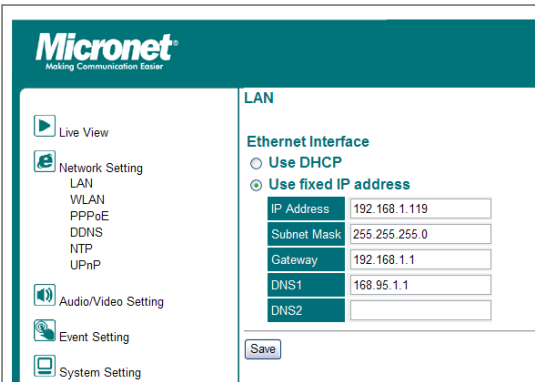 Micronet
Making Communication Easier
Live View
Network Setting
LAN
WLAN
PPPoE
DDNS
NTP
UPnP
Audio/Video Setting
Event Setting
System Setting
LAN
Ethernet Interface
Use DHCP
Use fixed IP address
IP Address 192.168.1.119
Subnet Mask 255.255.255.0
Gateway 192.168.1.1
DNS1 168.95.1.1
DNS2
Save